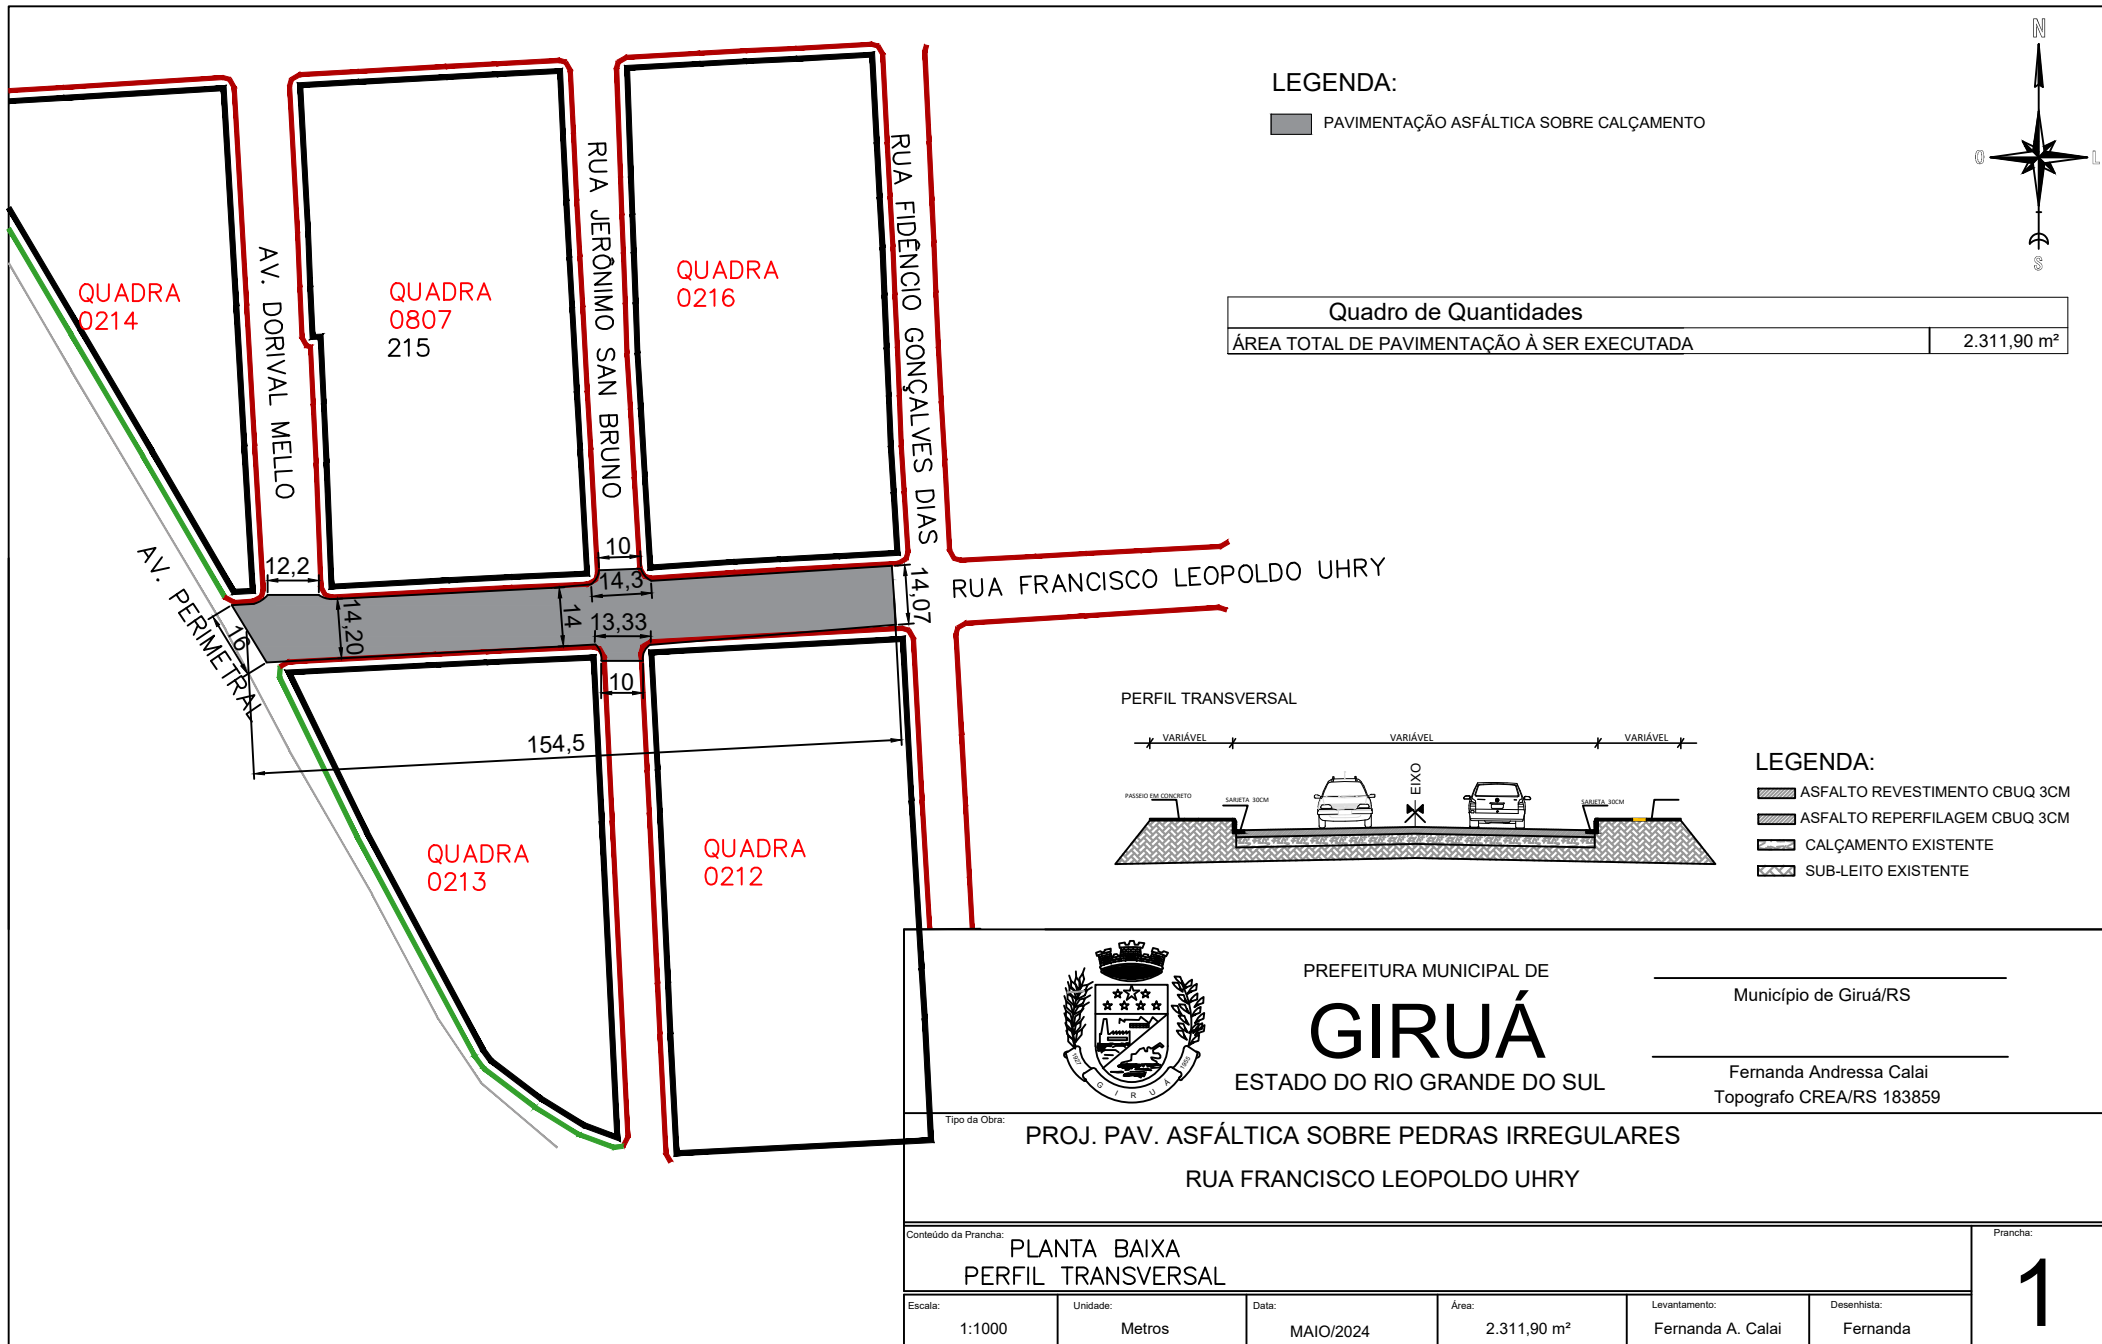 LEGENDA:
PAVIMENTAÇÃO ASFÁLTICA SOBRE CALÇAMENTO
N
O
L
S
Quadro de Quantidades
ÁREA TOTAL DE PAVIMENTAÇÃO À SER EXECUTADA 2.311,90 m²
QUADRA
0214
AV. DORIVAL MELLO
QUADRA
0807
215
RUA JERÔNIMO SAN BRUNO
QUADRA
0216
RUA FIDÊNCIO GONÇALVES DIAS
AV. PERIMETRAL
RUA FRANCISCO LEOPOLDO UHRY
12,2
10
14,3
14,20
14
13,33
14,07
16
10
154,5
QUADRA
0213
QUADRA
0212
PERFIL TRANSVERSAL
VARIÁVEL
VARIÁVEL
VARIÁVEL
PASSEIO EM CONCRETO
SARJETA 30CM
EIXO
SARJETA 30CM
LEGENDA:
ASFALTO REVESTIMENTO CBUQ 3CM
ASFALTO REPERFILAGEM CBUQ 3CM
CALÇAMENTO EXISTENTE
SUB-LEITO EXISTENTE
1927
GIRUÁ
1955
PREFEITURA MUNICIPAL DE
GIRUÁ
ESTADO DO RIO GRANDE DO SUL
Município de Giruá/RS
Fernanda Andressa Calai
Topografo CREA/RS 183859
Tipo da Obra:
PROJ. PAV. ASFÁLTICA SOBRE PEDRAS IRREGULARES
RUA FRANCISCO LEOPOLDO UHRY
Conteúdo da Prancha:
PLANTA BAIXA
PERFIL TRANSVERSAL
Prancha:
1
Escala:
1:1000
Unidade:
Metros
Data:
MAIO/2024
Área:
2.311,90 m²
Levantamento:
Fernanda A. Calai
Desenhista:
Fernanda